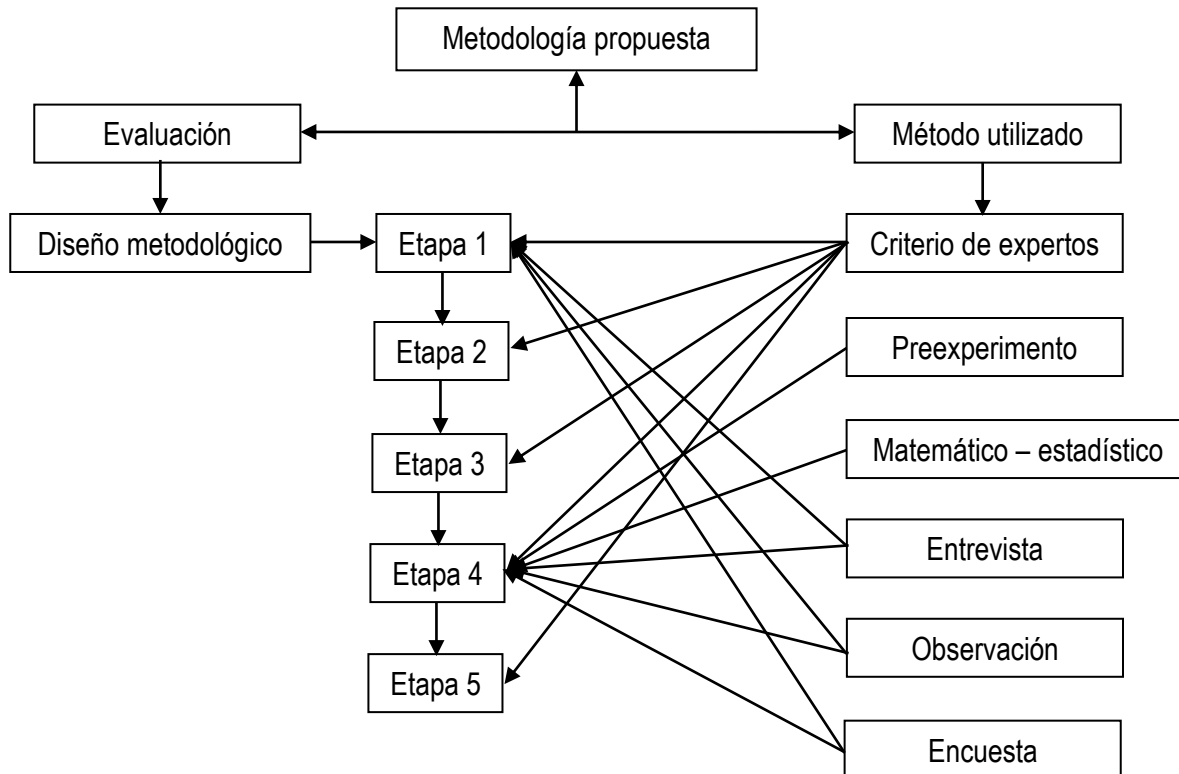 Metodología propuesta
Evaluación
Método utilizado
Diseño metodológico
Etapa 1
Criterio de expertos
Etapa 2
Preexperimento
Etapa 3
Matemático – estadístico
Etapa 4
Entrevista
Etapa 5
Observación
Encuesta